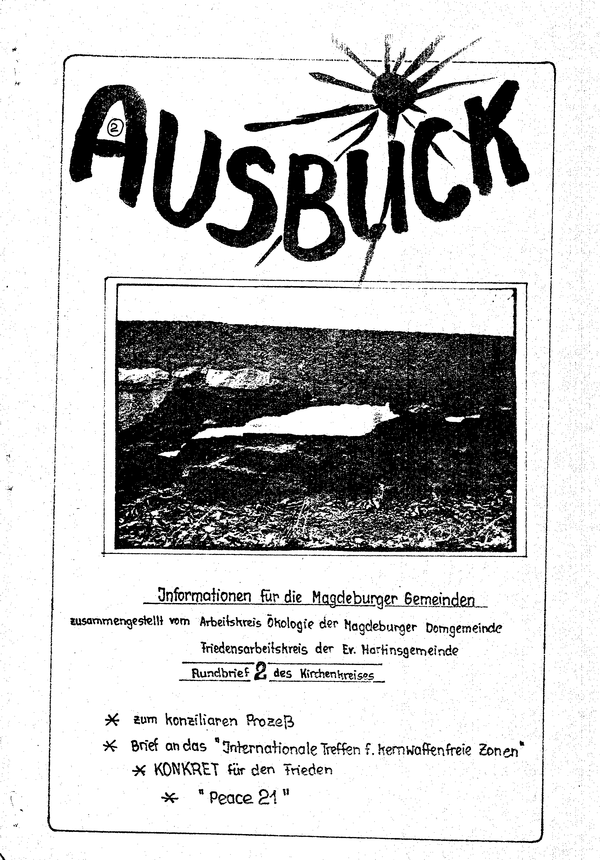 2
AUSBLICK
Informationen für die Magdeburger Gemeinden
zusammengestellt vom Arbeitskreis Ökologie der Magdeburger Domgemeinde
Friedensarbeitskreis der Ev. Martinsgemeinde
Rundbrief 2 des Kirchenkreises
* zum konziliaren Prozeß
* Brief an das "Internationale Treffen f. kernwaffenfreie Zonen"
* KONKRET für den Frieden
* "Peace 21"